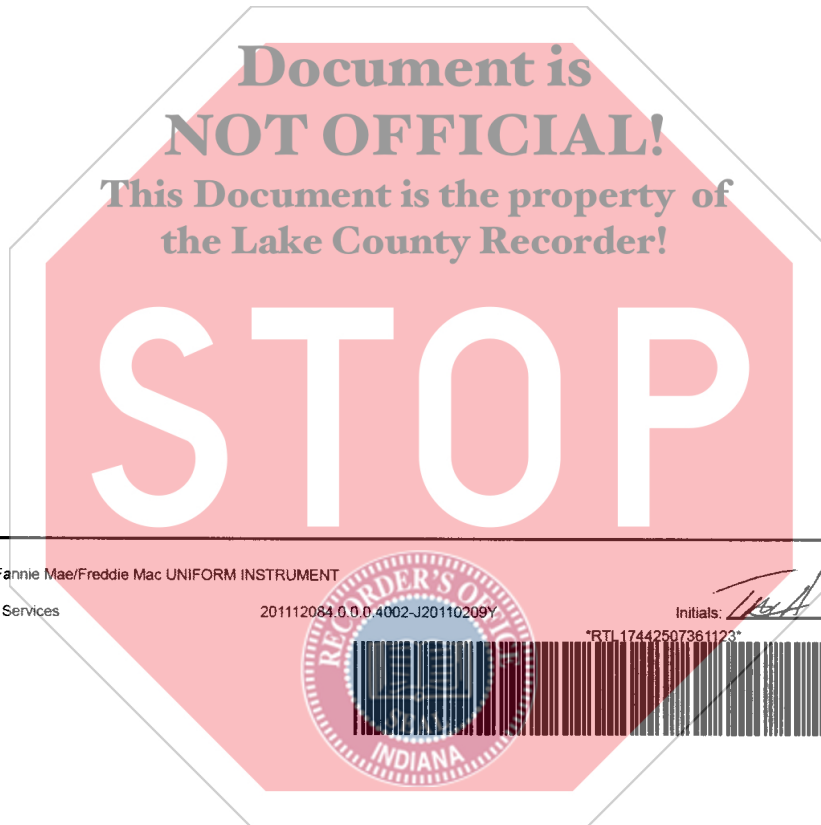 Document is
NOT OFFICIAL!
This Document is the property of
the Lake County Recorder!
STOP
Fannie Mae/Freddie Mac UNIFORM INSTRUMENT
Services 201112084.0.0.0.4002-J20110209Y Initials:
*RTL17442507361123*
RECORDER'S OFFICE
SEAL
INDIANA